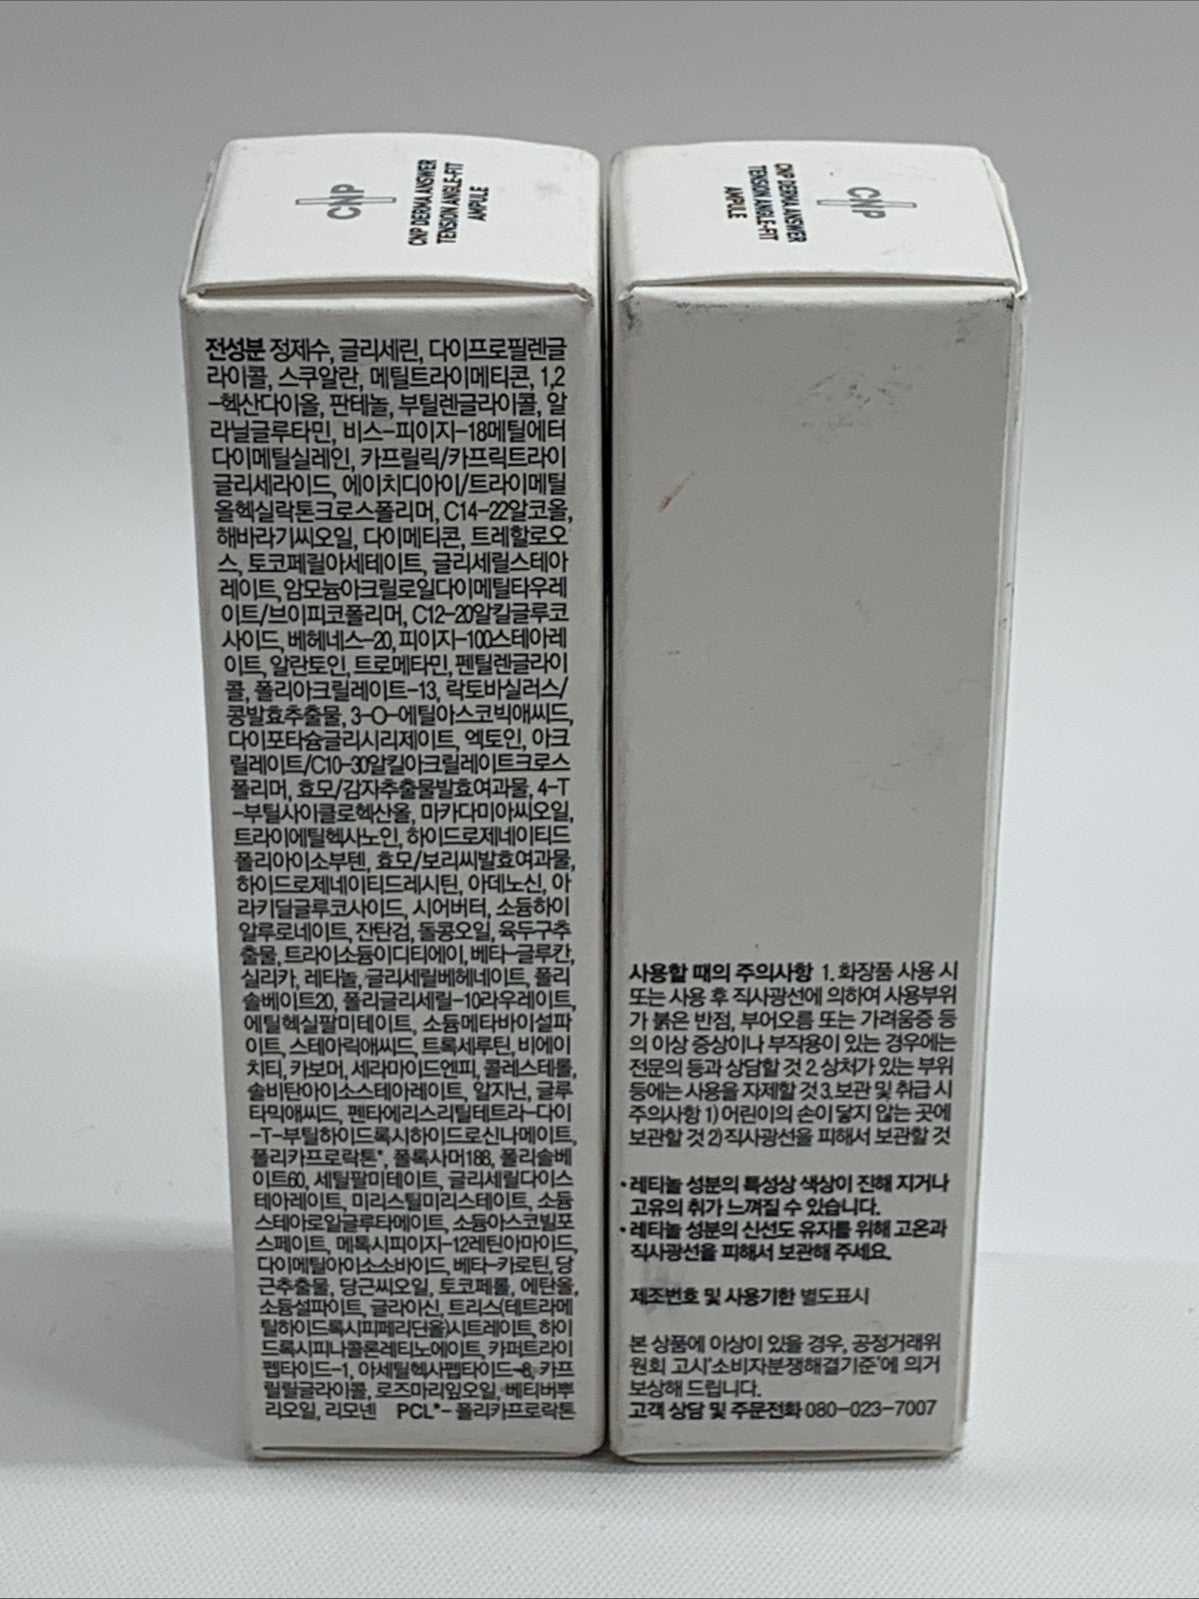 CNP
CNP DERMA ANSWER
TENSION ANGLE-FIT
AMPULE
전성분 정제수, 글리세린, 다이프로필렌글
라이콜, 스쿠알란, 메틸트라이메티콘, 1,2
-헥산다이올, 판테놀, 부틸렌글라이콜, 알
라닐글루타민, 비스-피이지-18메틸에터
다이메틸실레인, 카프릴릭/카프릭트라이
글리세라이드, 에이치디아이/트라이메틸
올헥실락톤크로스폴리머, C14-22알코올,
해바라기씨오일, 다이메티콘, 트레할로오
스, 토코페릴아세테이트, 글리세릴스테아
레이트, 암모늄아크릴로일다이메틸타우레
이트/브이피코폴리머, C12-20알킬글루코
사이드, 베헤네스-20, 피이지-100스테아레
이트, 알란토인, 트로메타민, 펜틸렌글라이
콜, 폴리아크릴레이트-13, 락토바실러스/
콩발효추출물, 3-O-에틸아스코빅애씨드,
다이포타슘글리시리제이트, 엑토인, 아크
릴레이트/C10-30알킬아크릴레이트크로스
폴리머, 효모/감자추출물발효여과물, 4-T
-부틸사이클로헥산올, 마카다미아씨오일,
트라이에틸헥사노인, 하이드로제네이티드
폴리아이소부텐, 효모/보리씨발효여과물,
하이드로제네이티드레시틴, 아데노신, 아
라키딜글루코사이드, 시어버터, 소듐하이
알루로네이트, 잔탄검, 돌콩오일, 육두구추
출물, 트라이소듐이디티에이, 베타-글루칸,
실리카, 레티놀, 글리세릴베헤네이트, 폴리
솔베이트20, 폴리글리세릴-10라우레이트,
에틸헥실팔미테이트, 소듐메타바이설파
이트, 스테아릭애씨드, 트록세루틴, 비에이
치티, 카보머, 세라마이드엔피, 콜레스테롤,
솔비탄아이소스테아레이트, 알지닌, 글루
타믹애씨드, 펜타에리스리틸테트라-다이
-T-부틸하이드록시하이드로신나메이트,
폴리카프로락톤*, 폴록사머188, 폴리솔베
이트60, 세틸팔미테이트, 글리세릴다이스
테아레이트, 미리스틸미리스테이트, 소듐
스테아로일글루타메이트, 소듐아스코빌포
스페이트, 메톡시피이지-12레틴아마이드,
다이메틸아이소소바이드, 베타-카로틴, 당
근추출물, 당근씨오일, 토코페롤, 에탄올,
소듐설파이트, 글라이신, 트리스(테트라메
틸하이드록시피페리딘올)시트레이트, 하이
드록시피나콜론레티노에이트, 카퍼트라이
펩타이드-1, 아세틸헥사펩타이드-8, 카프
릴릴글라이콜, 로즈마리잎오일, 베티버뿌
리오일, 리모넨 PCL*- 폴리카프로락톤
CNP
CNP DERMA ANSWER
TENSION ANGLE-FIT
AMPULE
사용할 때의 주의사항 1. 화장품 사용 시
또는 사용 후 직사광선에 의하여 사용부위
가 붉은 반점, 부어오름 또는 가려움증 등
의 이상 증상이나 부작용이 있는 경우에는
전문의 등과 상담할 것 2. 상처가 있는 부위
등에는 사용을 자제할 것 3. 보관 및 취급 시
주의사항 1) 어린이의 손이 닿지 않는 곳에
보관할 것 2) 직사광선을 피해서 보관할 것
• 레티놀 성분의 특성상 색상이 진해 지거나
고유의 취가 느껴질 수 있습니다.
• 레티놀 성분의 신선도 유지를 위해 고온과
직사광선을 피해서 보관해 주세요.
제조번호 및 사용기한 별도표시
본 상품에 이상이 있을 경우, 공정거래위
원회 고시'소비자분쟁해결기준'에 의거
보상해 드립니다.
고객 상담 및 주문전화 080-023-7007